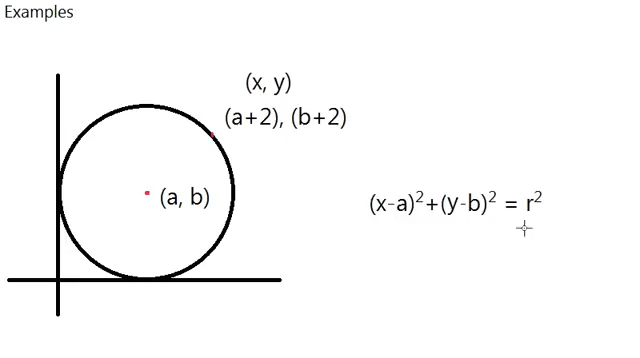 Examples
(x, y)
(a+2), (b+2)
(a, b)
(x-a)²+(y-b)² = r²